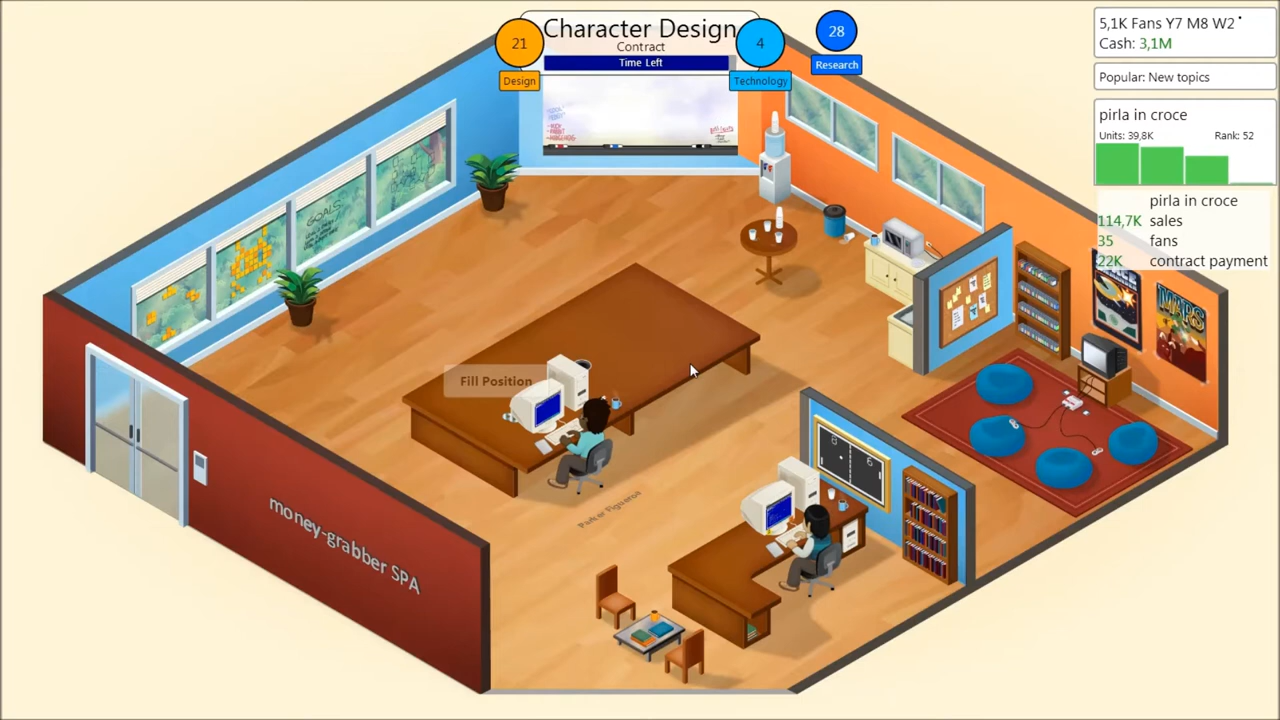 Character Design
Contract
Time Left
21
Design
4
Technology
28
Research
5,1K Fans Y7 M8 W2
Cash: 3,1M
Popular: New topics
pirla in croce
Units: 39,8K
Rank: 52
pirla in croce
114,7K sales
35 fans
22K contract payment
GOALS
MARS
Fill Position
Parker Figueroa
money-grabber SPA